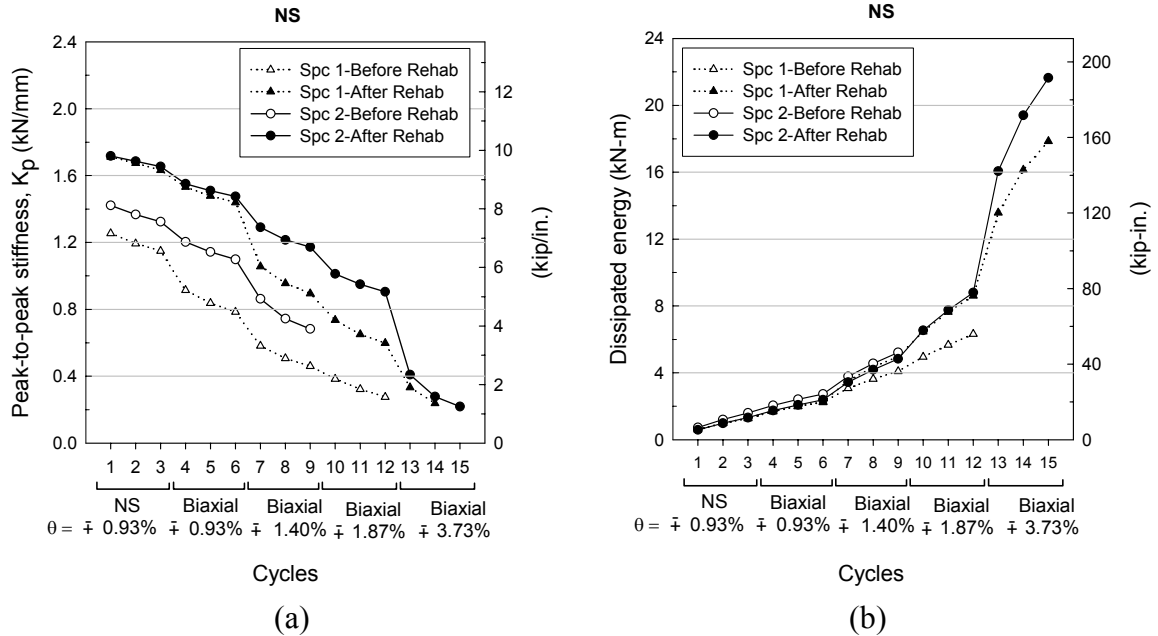 NS
2.4
2.0
1.6
1.2
0.8
0.4
0.0
Peak-to-peak stiffness, Kp (kN/mm)
Spc 1-Before Rehab
Spc 1-After Rehab
Spc 2-Before Rehab
Spc 2-After Rehab
12
10
8
6
4
2
0
(kip/in.)
1 2 3 4 5 6 7 8 9 10 11 12 13 14 15
NS Biaxial Biaxial Biaxial Biaxial
θ = ∓ 0.93% ∓ 0.93% ∓ 1.40% ∓ 1.87% ∓ 3.73%
Cycles
(a)
NS
24
20
16
12
8
4
0
Dissipated energy (kN-m)
Spc 1-Before Rehab
Spc 1-After Rehab
Spc 2-Before Rehab
Spc 2-After Rehab
200
160
120
80
40
0
(kip-in.)
1 2 3 4 5 6 7 8 9 10 11 12 13 14 15
NS Biaxial Biaxial Biaxial Biaxial
θ = ∓ 0.93% ∓ 0.93% ∓ 1.40% ∓ 1.87% ∓ 3.73%
Cycles
(b)